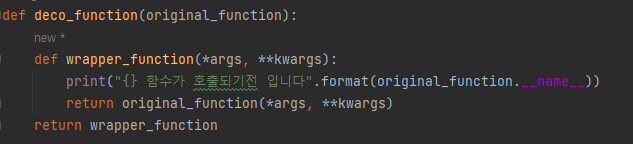 def deco_function(original_function):
new *
def wrapper_function(*args, **kwargs):
print("{} 함수가 호출되기전 입니다".format(original_function.__name__))
return original_function(*args, **kwargs)
return wrapper_function